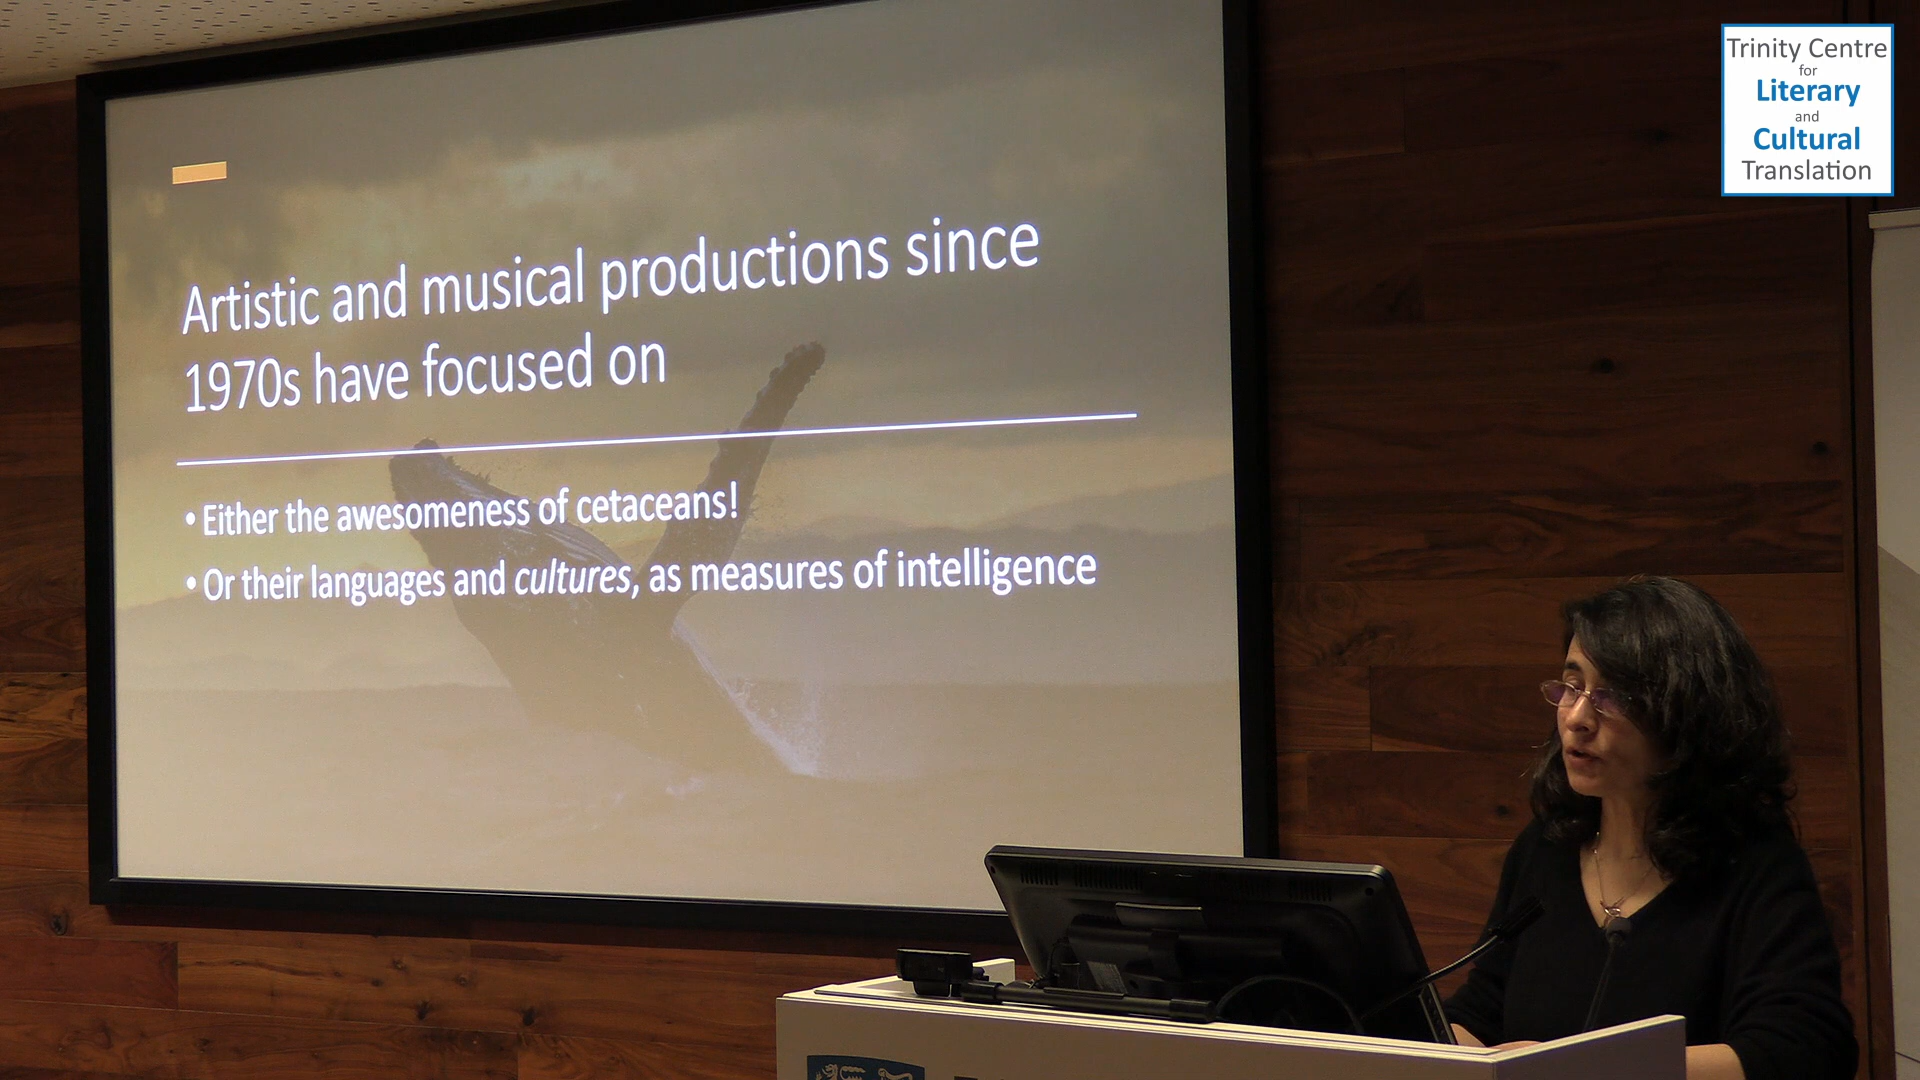 Artistic and musical productions since
1970s have focused on
• Either the awesomeness of cetaceans!
• Or their languages and cultures, as measures of intelligence
Trinity Centre
for
Literary
and
Cultural
Translation